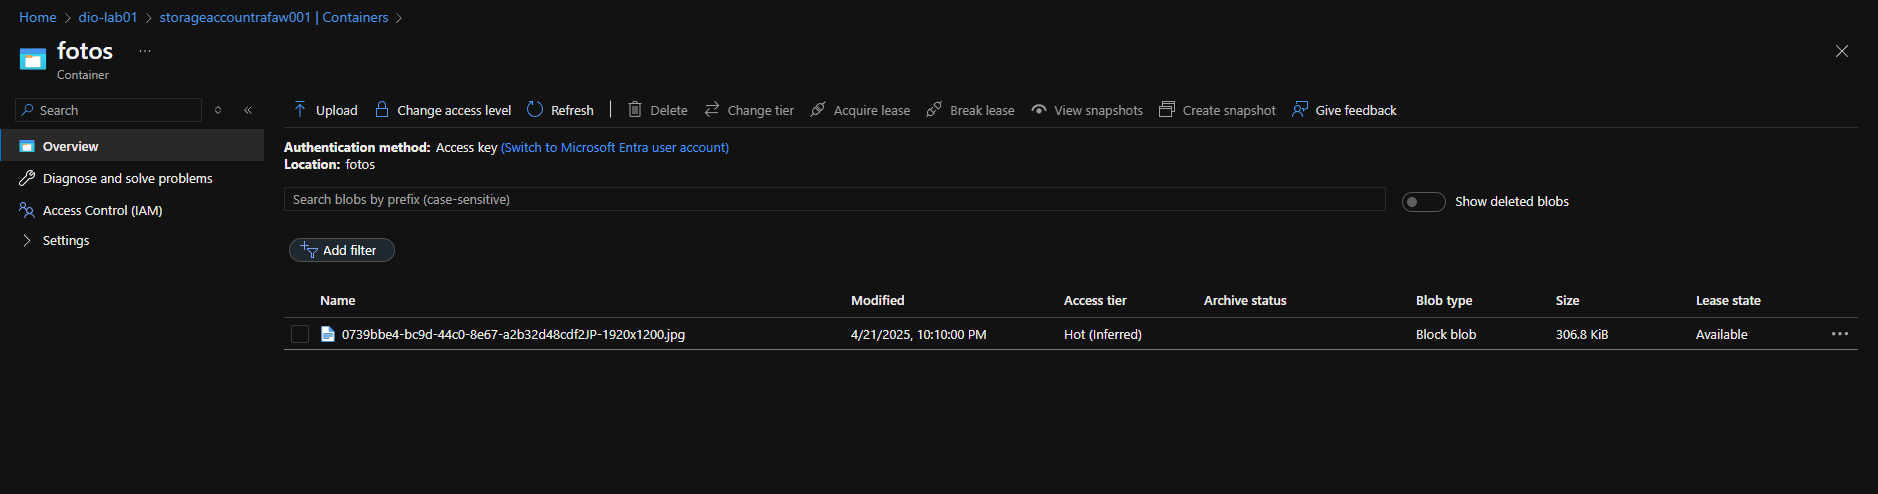 Home > dio-lab01 > storageaccountrafaw001 | Containers >
fotos ...
Container
Search
Overview
Diagnose and solve problems
Access Control (IAM)
Settings
Upload Change access level Refresh Delete Change tier Acquire lease Break lease View snapshots Create snapshot Give feedback
Authentication method: Access key (Switch to Microsoft Entra user account)
Location: fotos
Search blobs by prefix (case-sensitive) Show deleted blobs
Add filter
Name Modified Access tier Archive status Blob type Size Lease state
0739bbe4-bc9d-44c0-8e67-a2b32d48cdf2JP-1920x1200.jpg 4/21/2025, 10:10:00 PM Hot (Inferred) Block blob 306.8 KiB Available ...